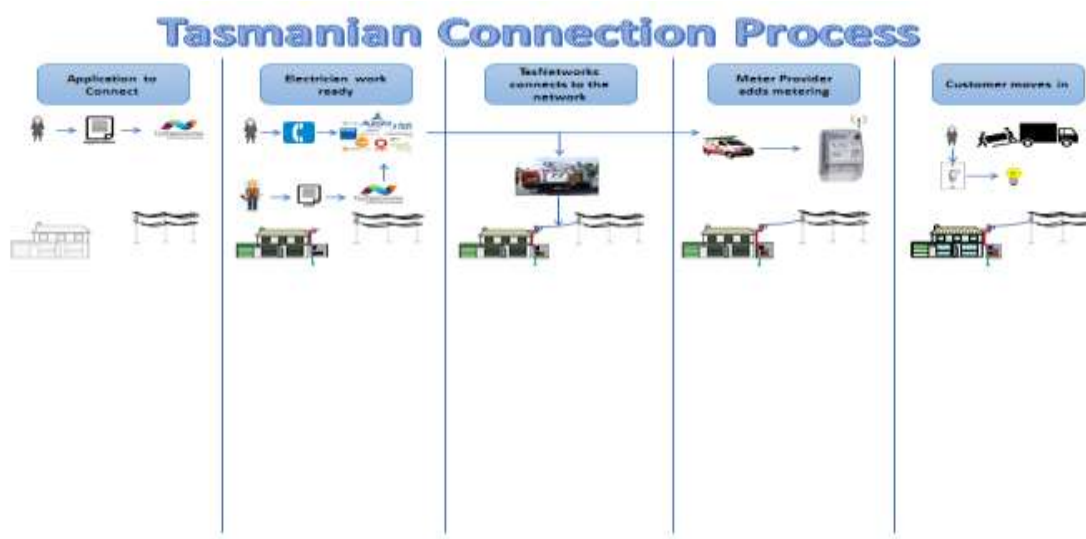 Tasmanian Connection Process
Application to
Connect
Electrician work
ready
TasNetworks
connects to the
network
Meter Provider
adds metering
Customer moves in